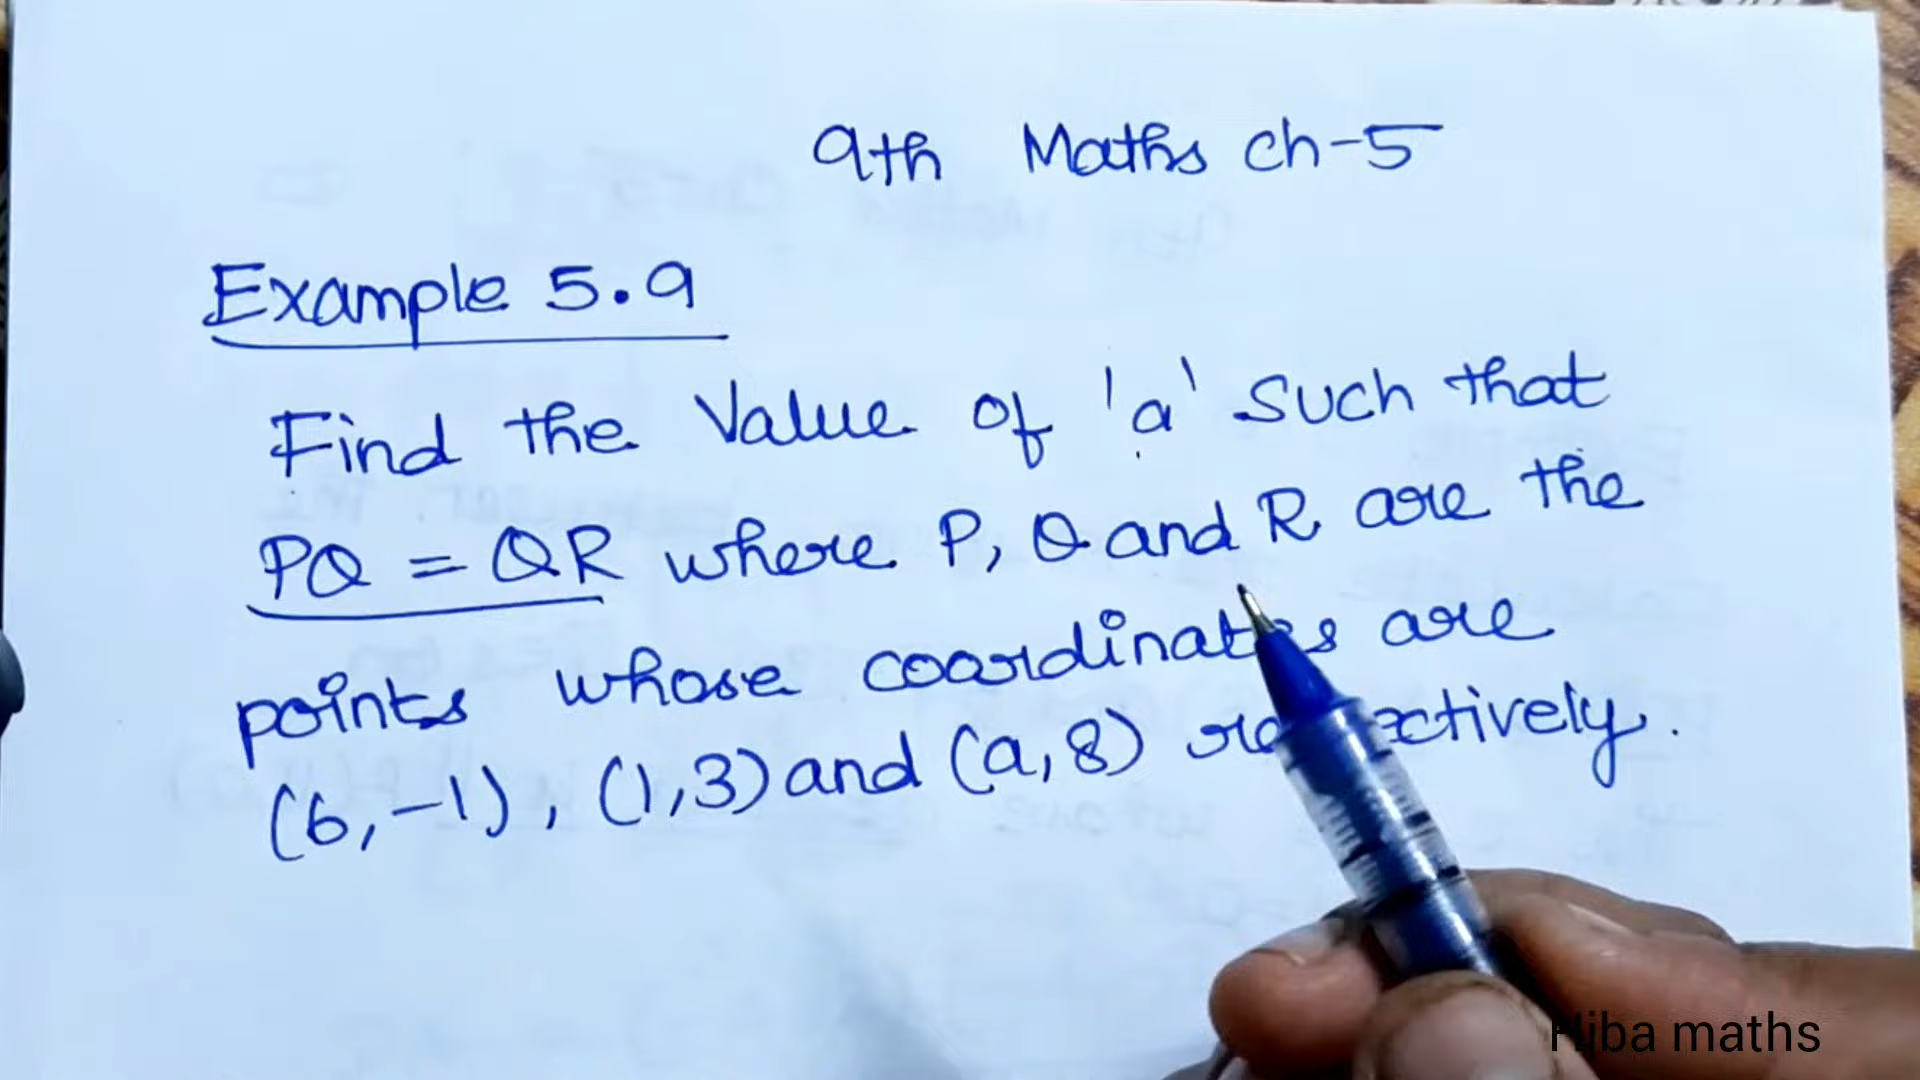 9th Maths ch-5
Example 5.9
Find the Value of 'a' such that
PQ = QR where P, Q and R are the
points whose coordinates are
(6,-1), (1,3) and (a,8) respectively.
Hiba maths